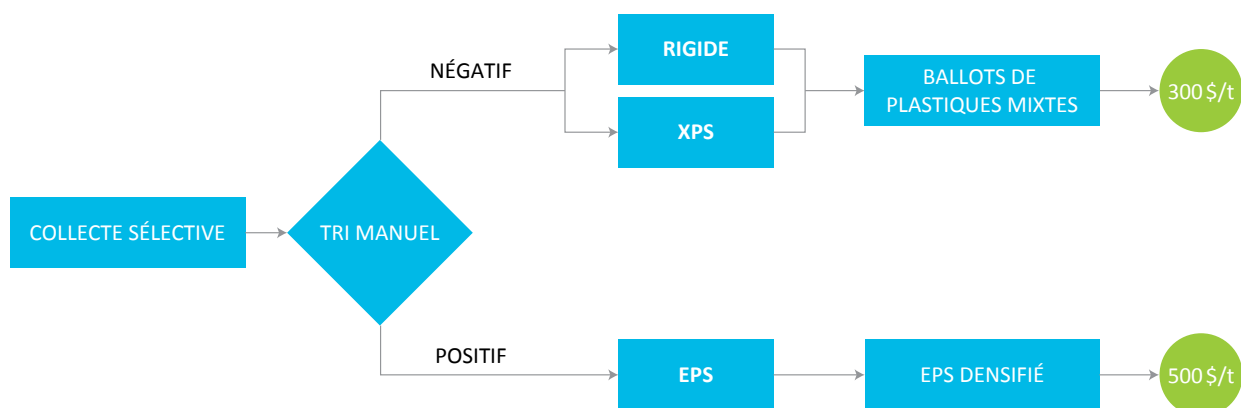 COLLECTE SÉLECTIVE
TRI MANUEL
NÉGATIF
RIGIDE
XPS
BALLOTS DE
PLASTIQUES MIXTES
300 $/t
POSITIF
EPS
EPS DENSIFIÉ
500 $/t